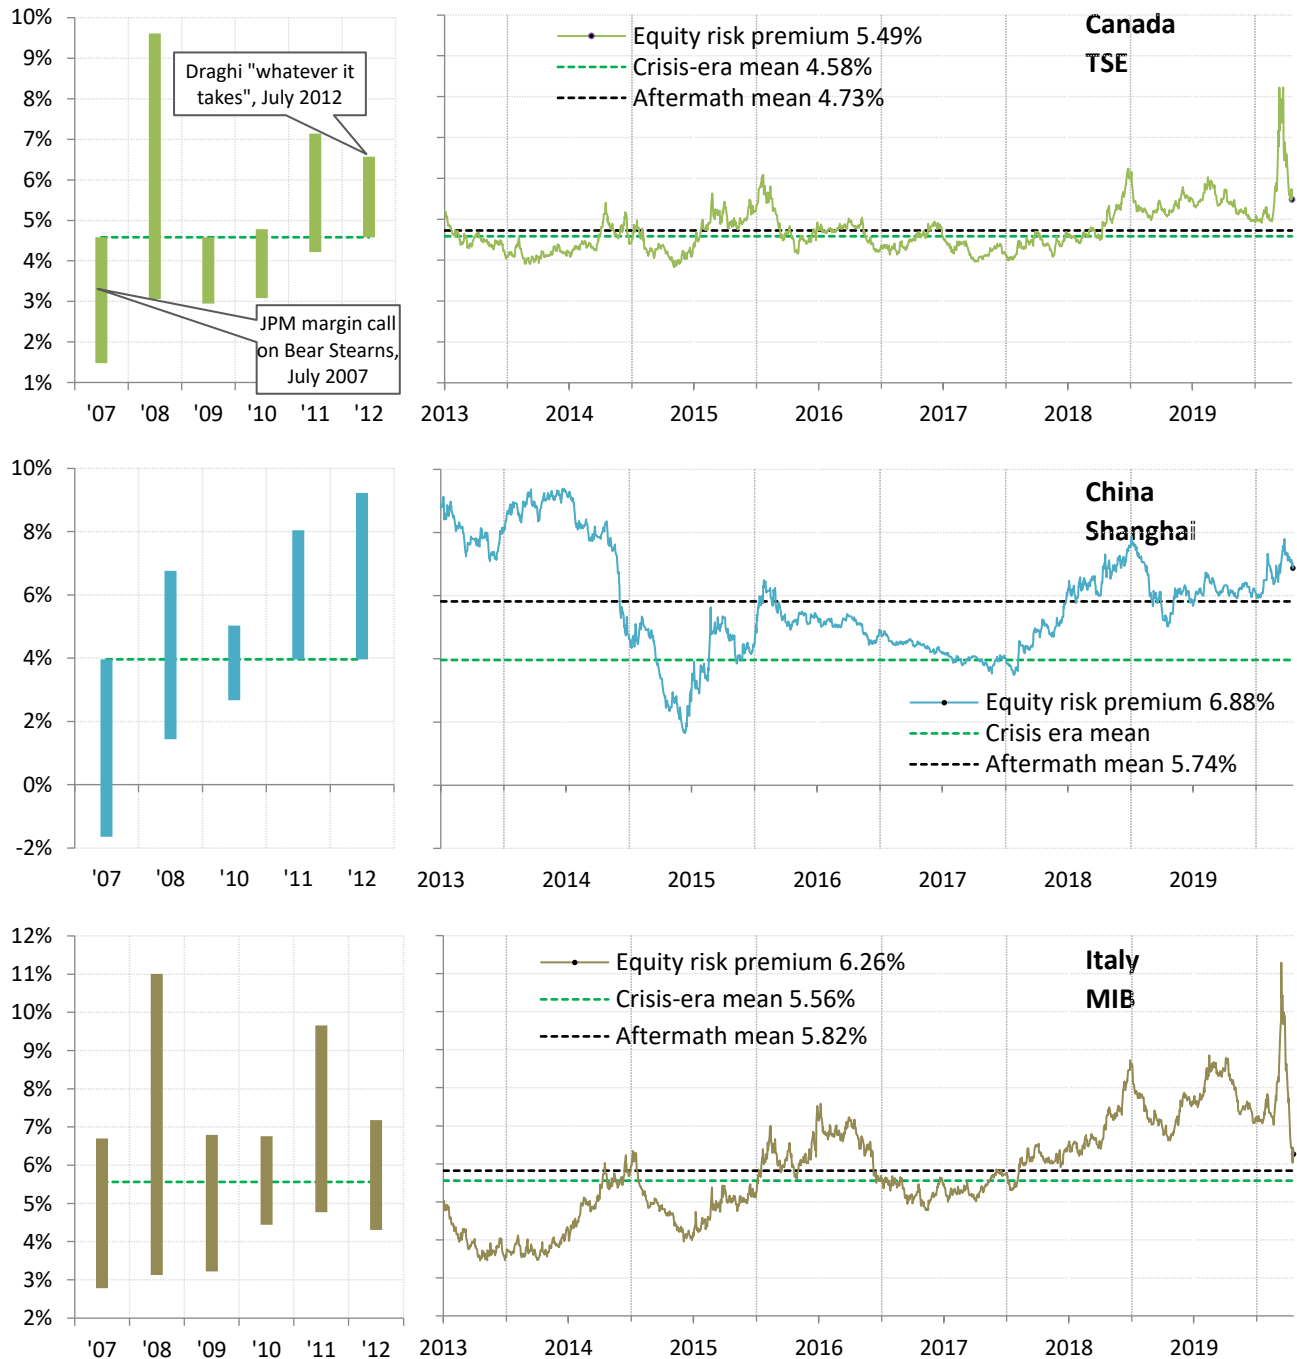 10%
9%
8%
7%
6%
5%
4%
3%
2%
1%
Draghi "whatever it
takes", July 2012
JPM margin call
on Bear Stearns,
July 2007
'07 '08 '09 '10 '11 '12
Canada
TSE
Equity risk premium 5.49%
Crisis-era mean 4.58%
Aftermath mean 4.73%
2013 2014 2015 2016 2017 2018 2019
10%
8%
6%
4%
2%
0%
-2%
'07 '08 '10 '11 '12
China
Shanghai
Equity risk premium 6.88%
Crisis era mean
Aftermath mean 5.74%
2013 2014 2015 2016 2017 2018 2019
12%
11%
10%
9%
8%
7%
6%
5%
4%
3%
2%
'07 '08 '09 '10 '11 '12
Italy
MIB
Equity risk premium 6.26%
Crisis-era mean 5.56%
Aftermath mean 5.82%
2013 2014 2015 2016 2017 2018 2019